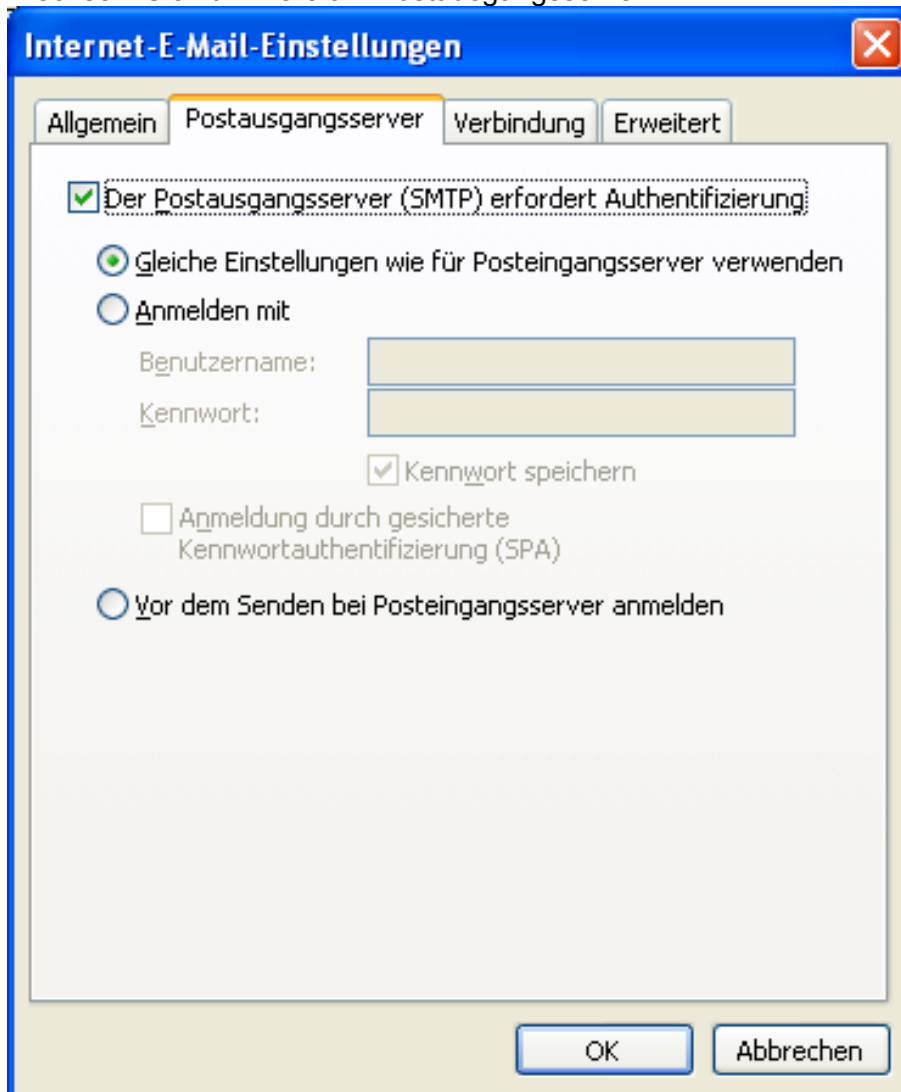 Internet-E-Mail-Einstellungen
Allgemein Postausgangsserver Verbindung Erweitert
Der Postausgangsserver (SMTP) erfordert Authentifizierung
Gleiche Einstellungen wie für Posteingangsserver verwenden
Anmelden mit
Benutzername:
Kennwort:
Kennwort speichern
Anmeldung durch gesicherte
Kennwortauthentifizierung (SPA)
Vor dem Senden bei Posteingangsserver anmelden
OK Abbrechen